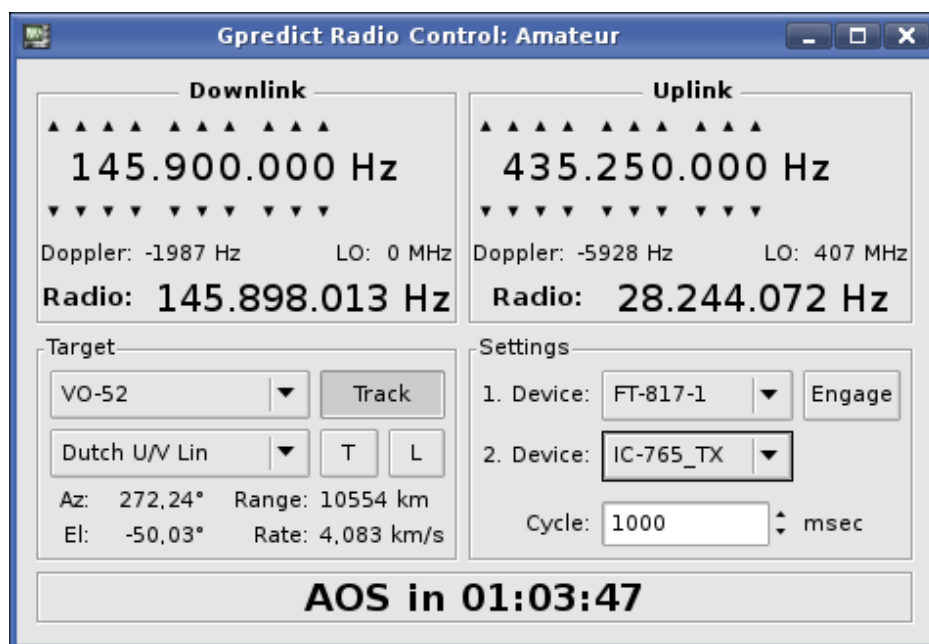 Gpredict Radio Control: Amateur
Downlink
145.900.000 Hz
Doppler: -1987 Hz LO: 0 MHz
Radio: 145.898.013 Hz
Uplink
435.250.000 Hz
Doppler: -5928 Hz LO: 407 MHz
Radio: 28.244.072 Hz
Target
VO-52 Track
Dutch U/V Lin T L
Az: 272,24° Range: 10554 km
El: -50,03° Rate: 4,083 km/s
Settings
1. Device: FT-817-1 Engage
2. Device: IC-765_TX
Cycle: 1000 msec
AOS in 01:03:47